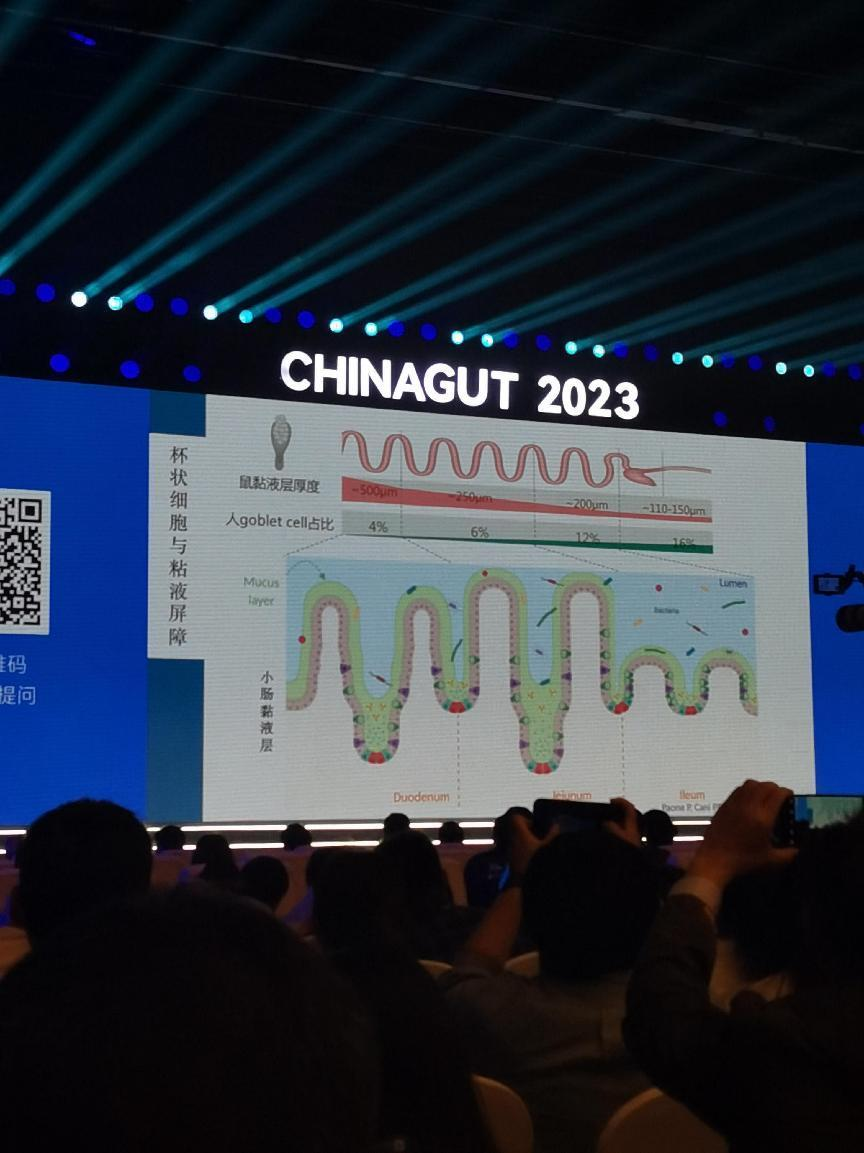 CHINAGUT 2023
杯状细胞与粘液屏障
鼠黏液层厚度
~500μm
~250μm
~200μm
~110-150μm
人goblet cell占比
4%
6%
12%
16%
Mucus
layer
Lumen
Bacteria
小肠黏液层
Duodenum
Jejunum
Ileum
Paone P, Cani P
维码
提问